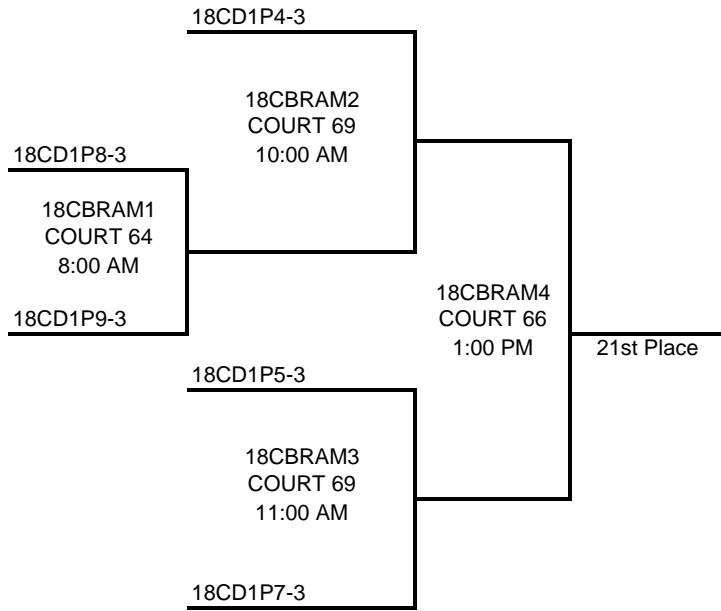 18CD1P4-3
18CBRAM2
COURT 69
10:00 AM
18CD1P8-3
18CBRAM1
COURT 64
8:00 AM
18CD1P9-3
18CBRAM4
COURT 66
1:00 PM
21st Place
18CD1P5-3
18CBRAM3
COURT 69
11:00 AM
18CD1P7-3